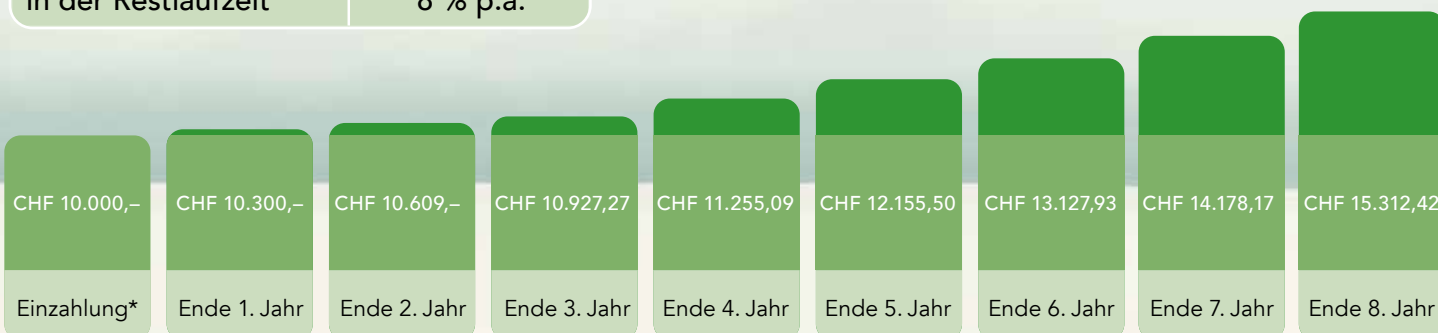 in der Restlaufzeit 8 % p.a.
CHF 10.000,– CHF 10.300,– CHF 10.609,– CHF 10.927,27 CHF 11.255,09 CHF 12.155,50 CHF 13.127,93 CHF 14.178,17 CHF 15.312,42
Einzahlung* Ende 1. Jahr Ende 2. Jahr Ende 3. Jahr Ende 4. Jahr Ende 5. Jahr Ende 6. Jahr Ende 7. Jahr Ende 8. Jahr